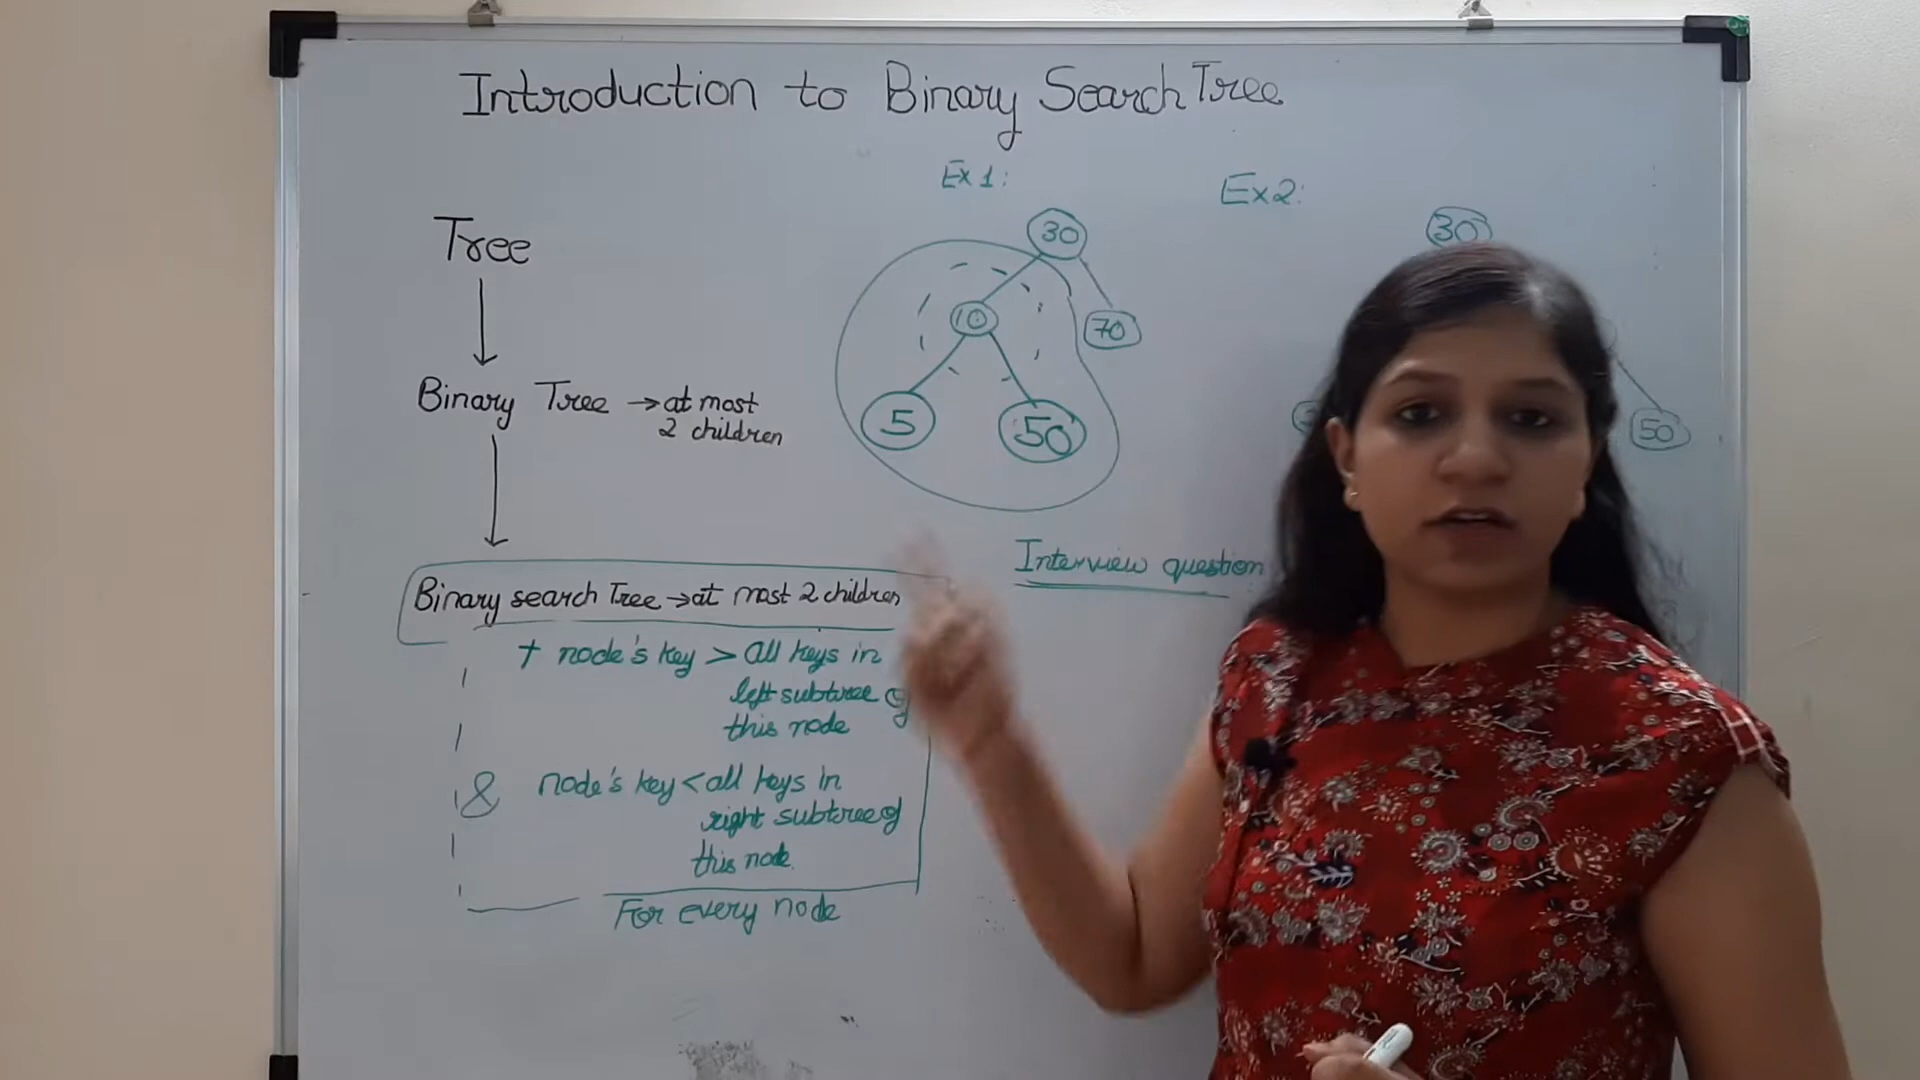 Introduction to Binary Search Tree
Ex 1:
Ex2:
30
30
Tree
10
70
Binary Tree → at most
2 children
5
50
50
Interview question
Binary search Tree → at most 2 children
+ node's key > all keys in
left subtree of
this node
& node's key < all keys in
right subtree of
this node
For every node